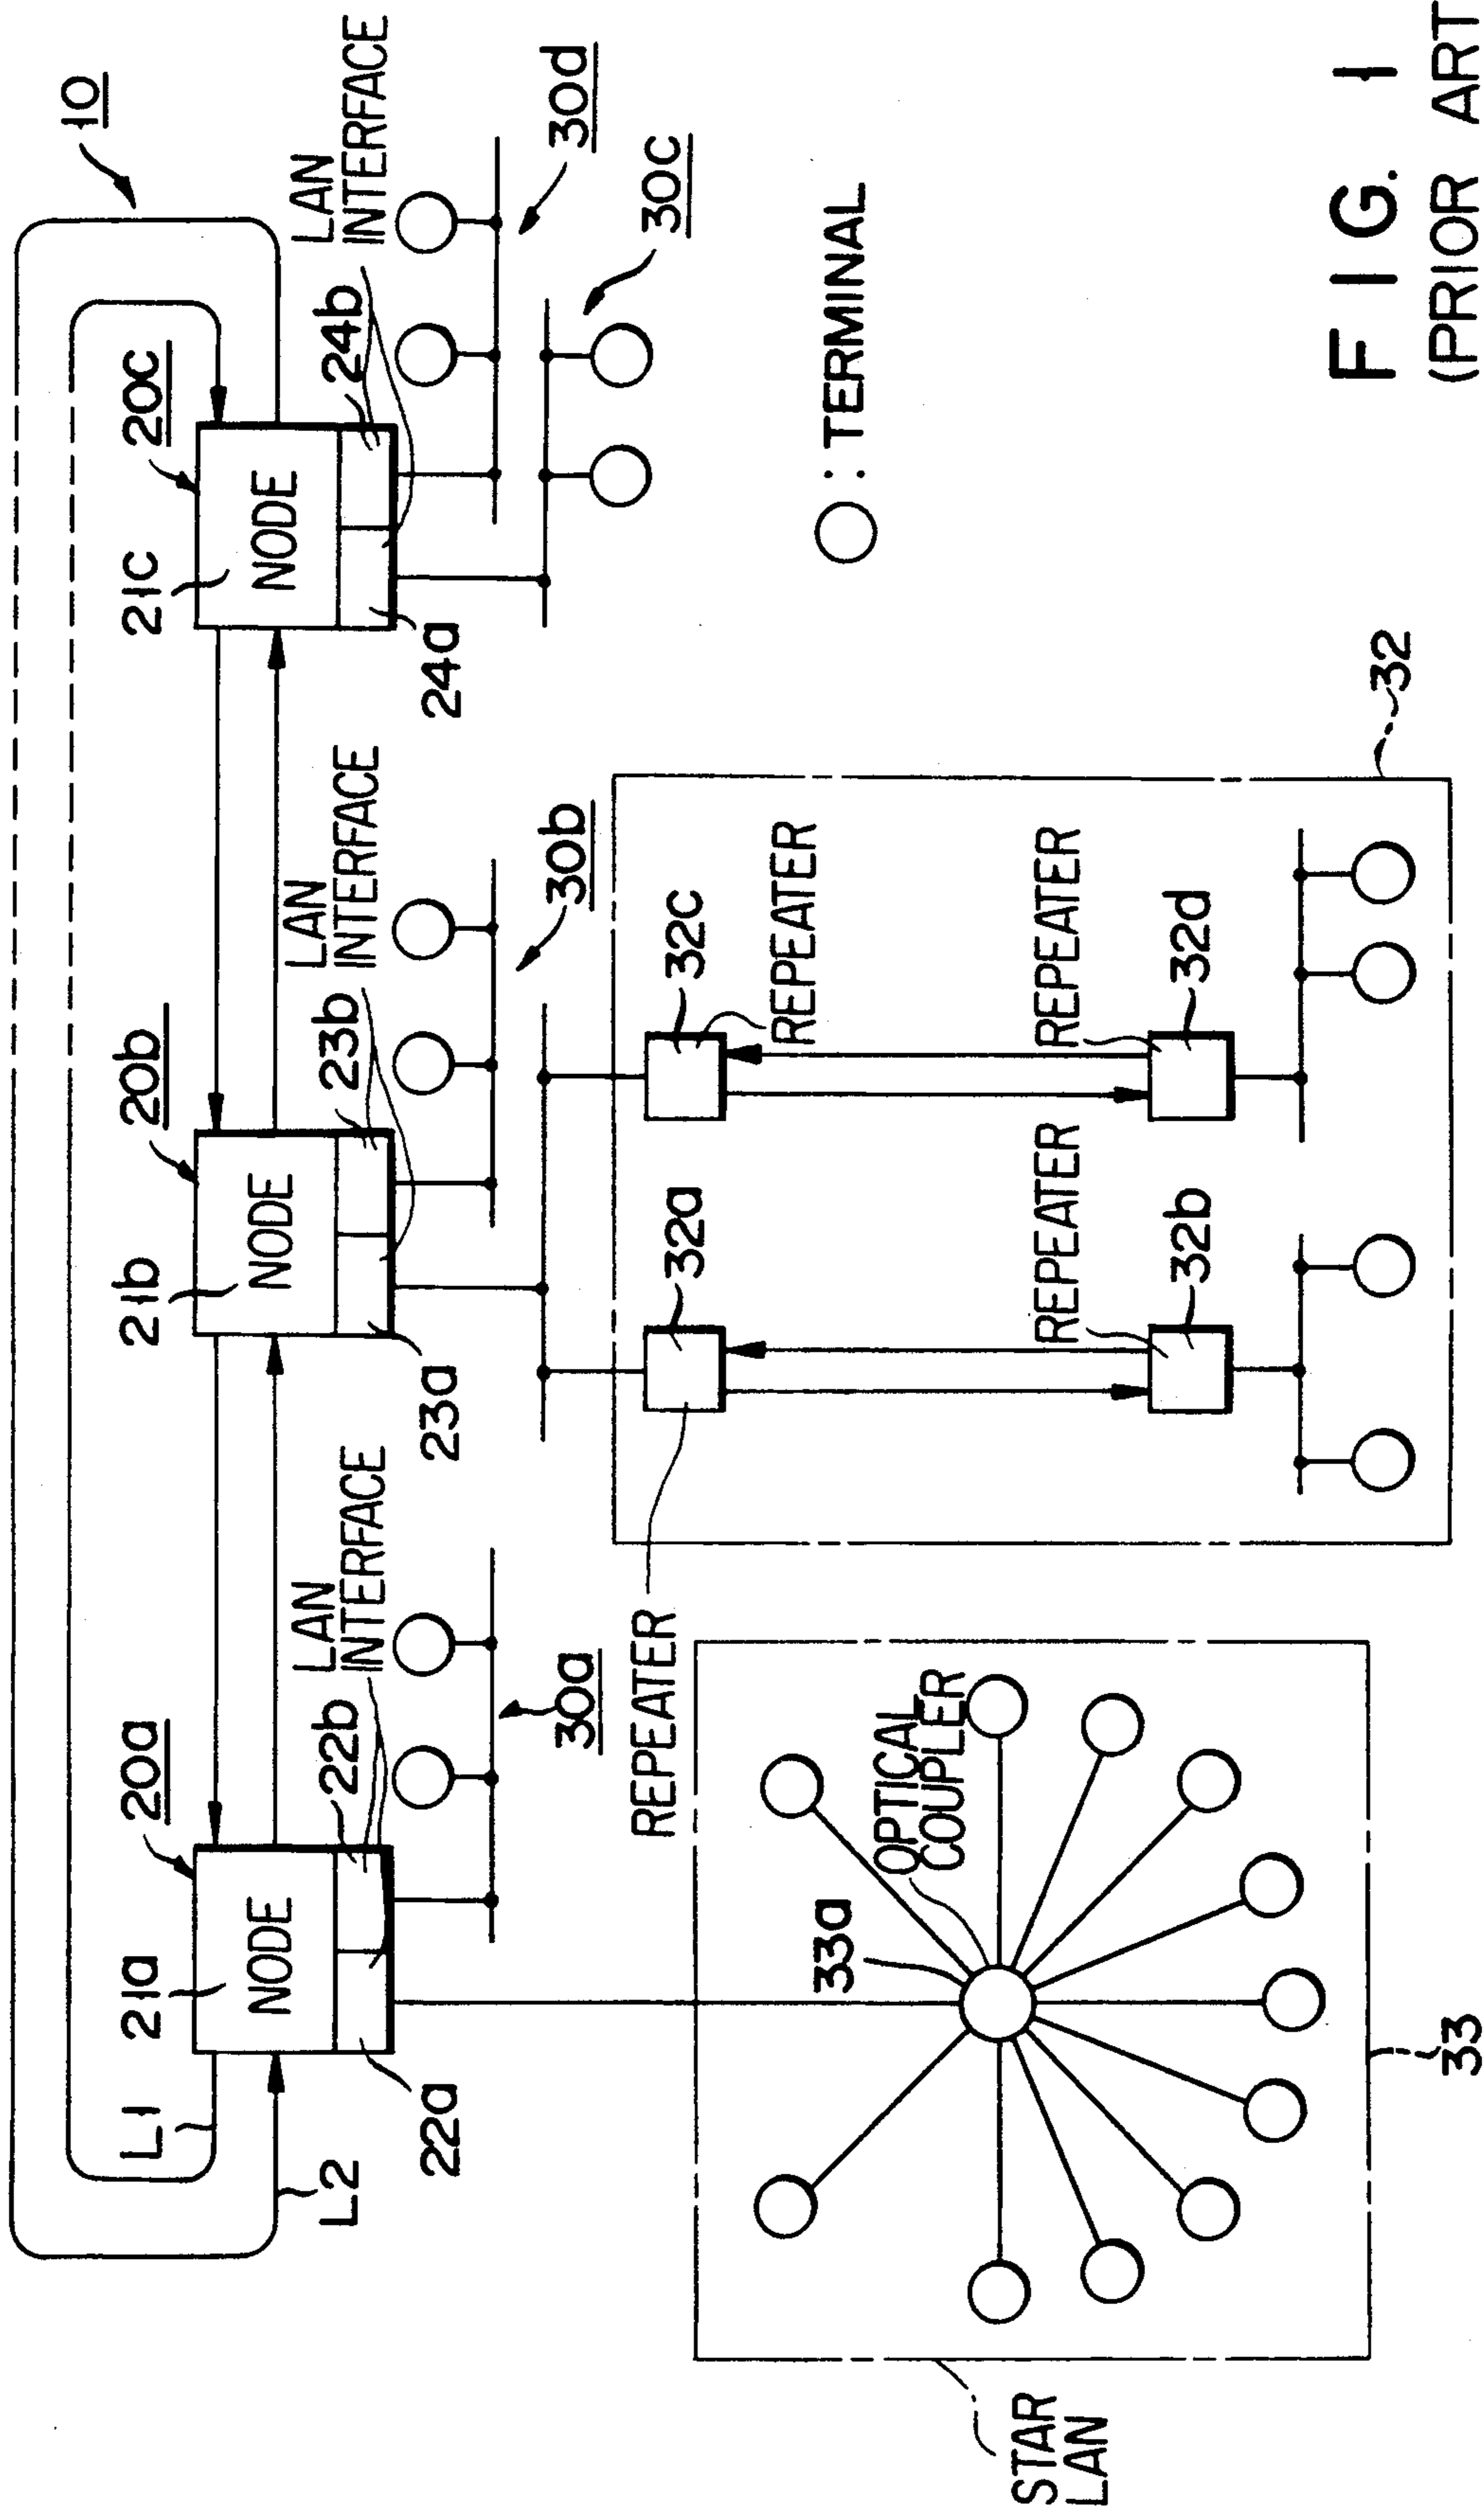 10
20a
20b
20c
L1
21a
21b
21c
NODE
NODE
NODE
L2
22a
22b
LAN
INTERFACE
23a
23b
LAN
INTERFACE
24a
24b
LAN
INTERFACE
30a
30b
30d
30c
REPEATER
32a
32c
REPEATER
33a
OPTICAL
COUPLER
REPEATER
REPEATER
32b
32d
○: TERMINAL
STAR
LAN
33
32
FIG. 1
(PRIOR ART